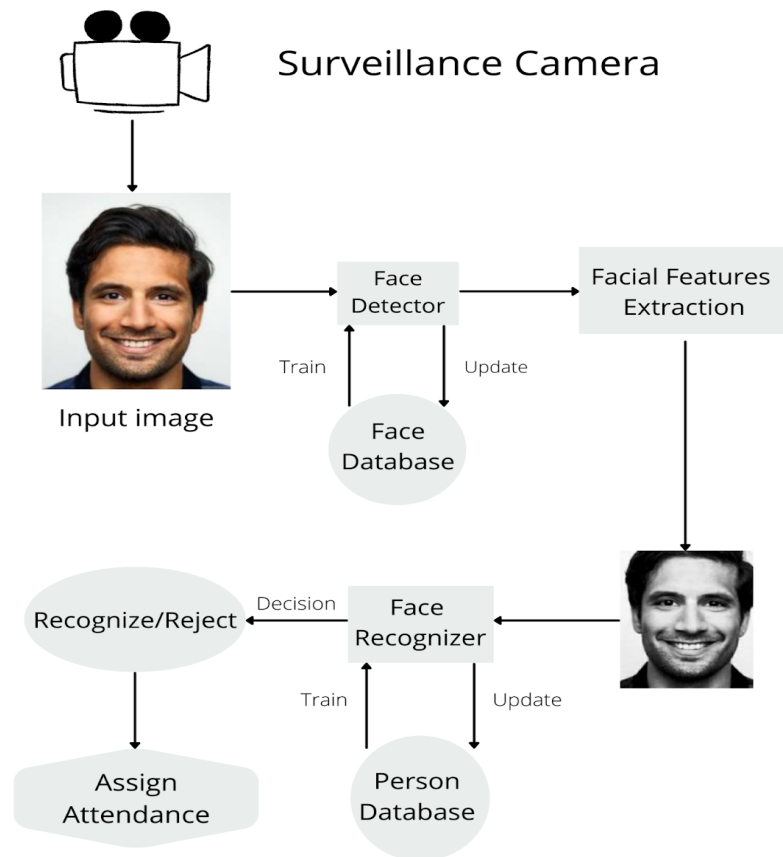 Surveillance Camera
Input image
Face
Detector
Facial Features
Extraction
Train
Update
Face
Database
Recognize/Reject
Decision
Face
Recognizer
Train
Update
Assign
Attendance
Person
Database